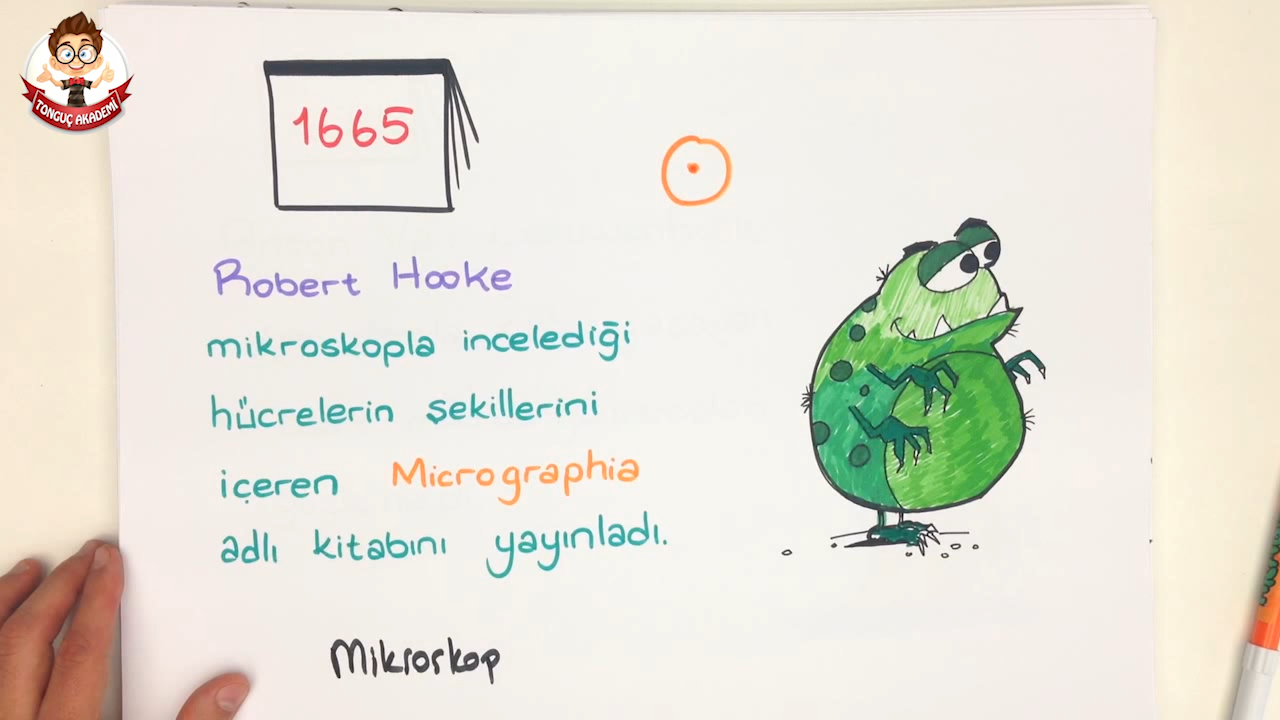 TONGUÇ AKADEMİ
1665
Robert Hooke
mikroskopla incelediği
hücrelerin şekillerini
içeren Micrographia
adlı kitabını yayınladı.
Mikroskop